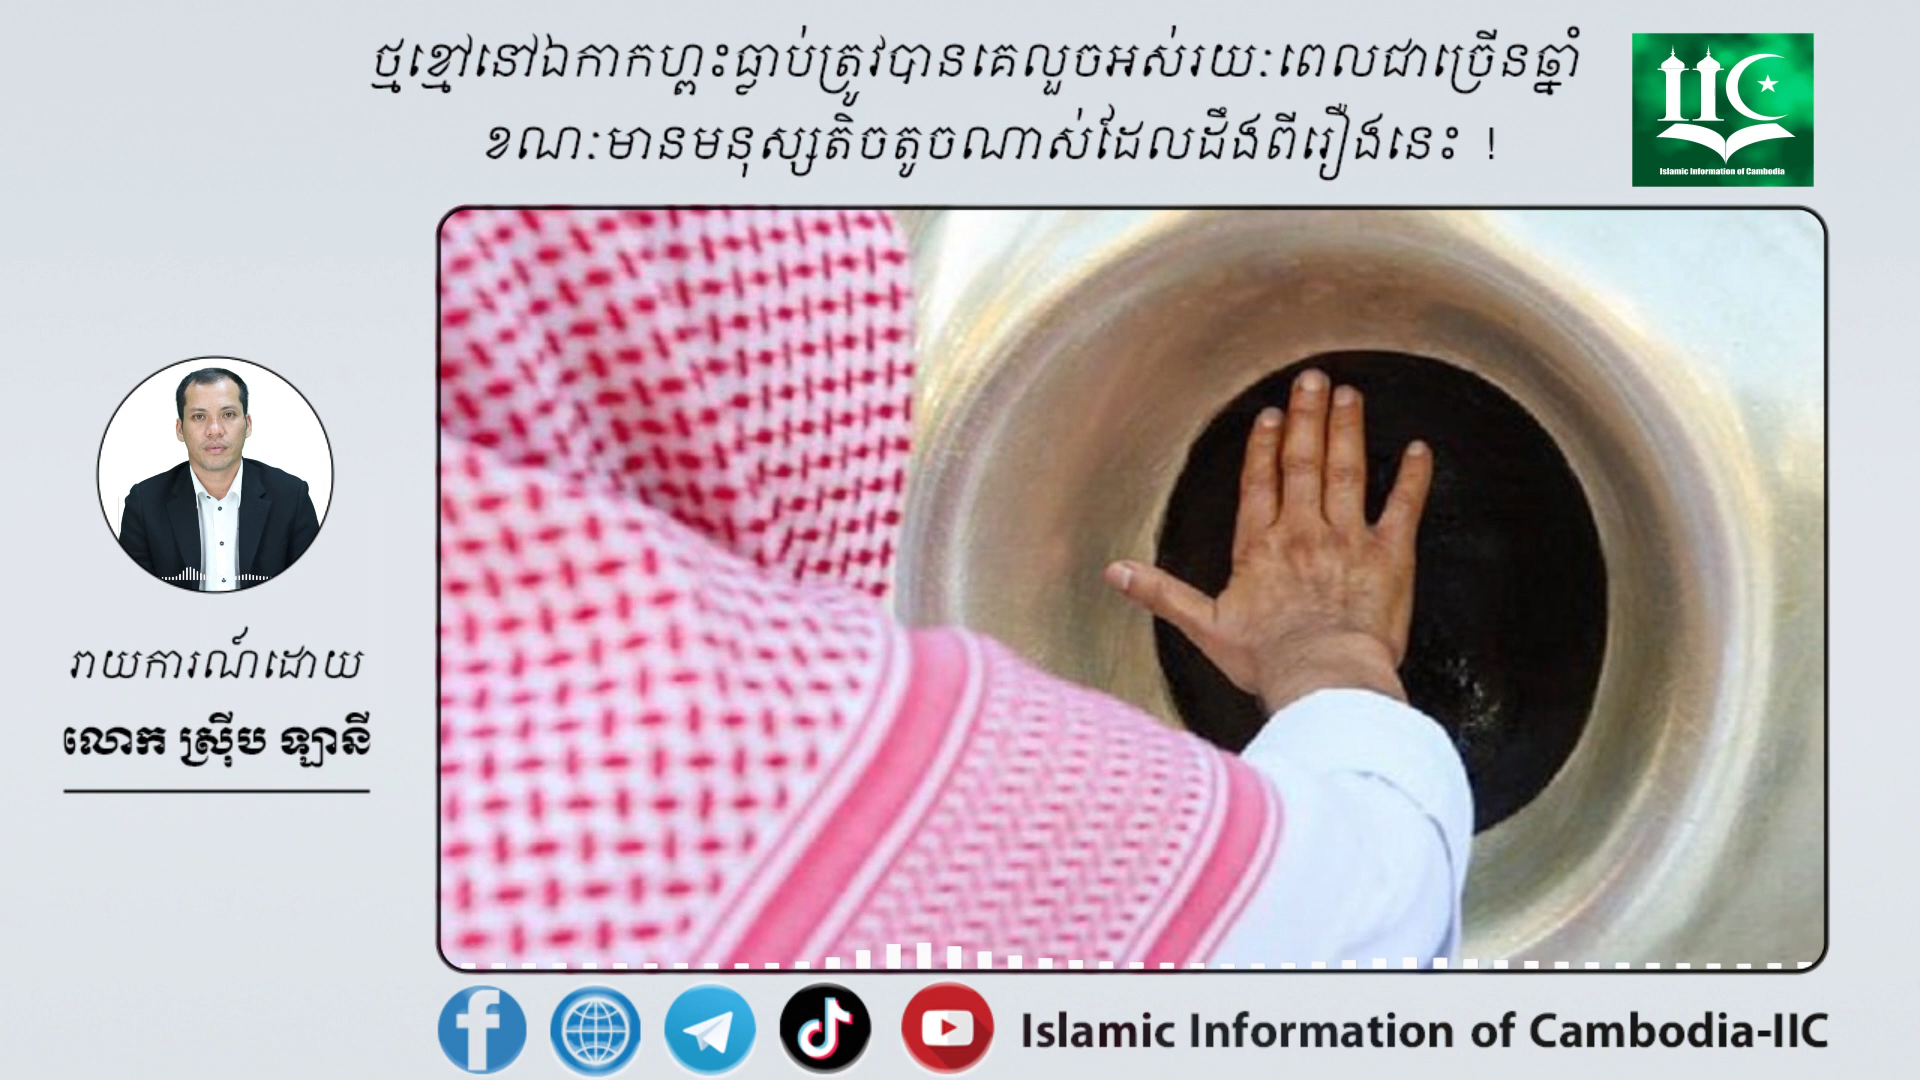 ថ្មខ្មៅនៅឯកាកហ្ពះធ្លាប់ត្រូវបានគេលួចអស់រយៈពេលជាច្រើនឆ្នាំ
ខណៈមានមនុស្សតិចតួចណាស់ដែលដឹងពីរឿងនេះ !
IIC
Islamic Information of Cambodia
រាយការណ៍ដោយ
លោក ស្រ៊ីប ឡានី
Islamic Information of Cambodia-IIC